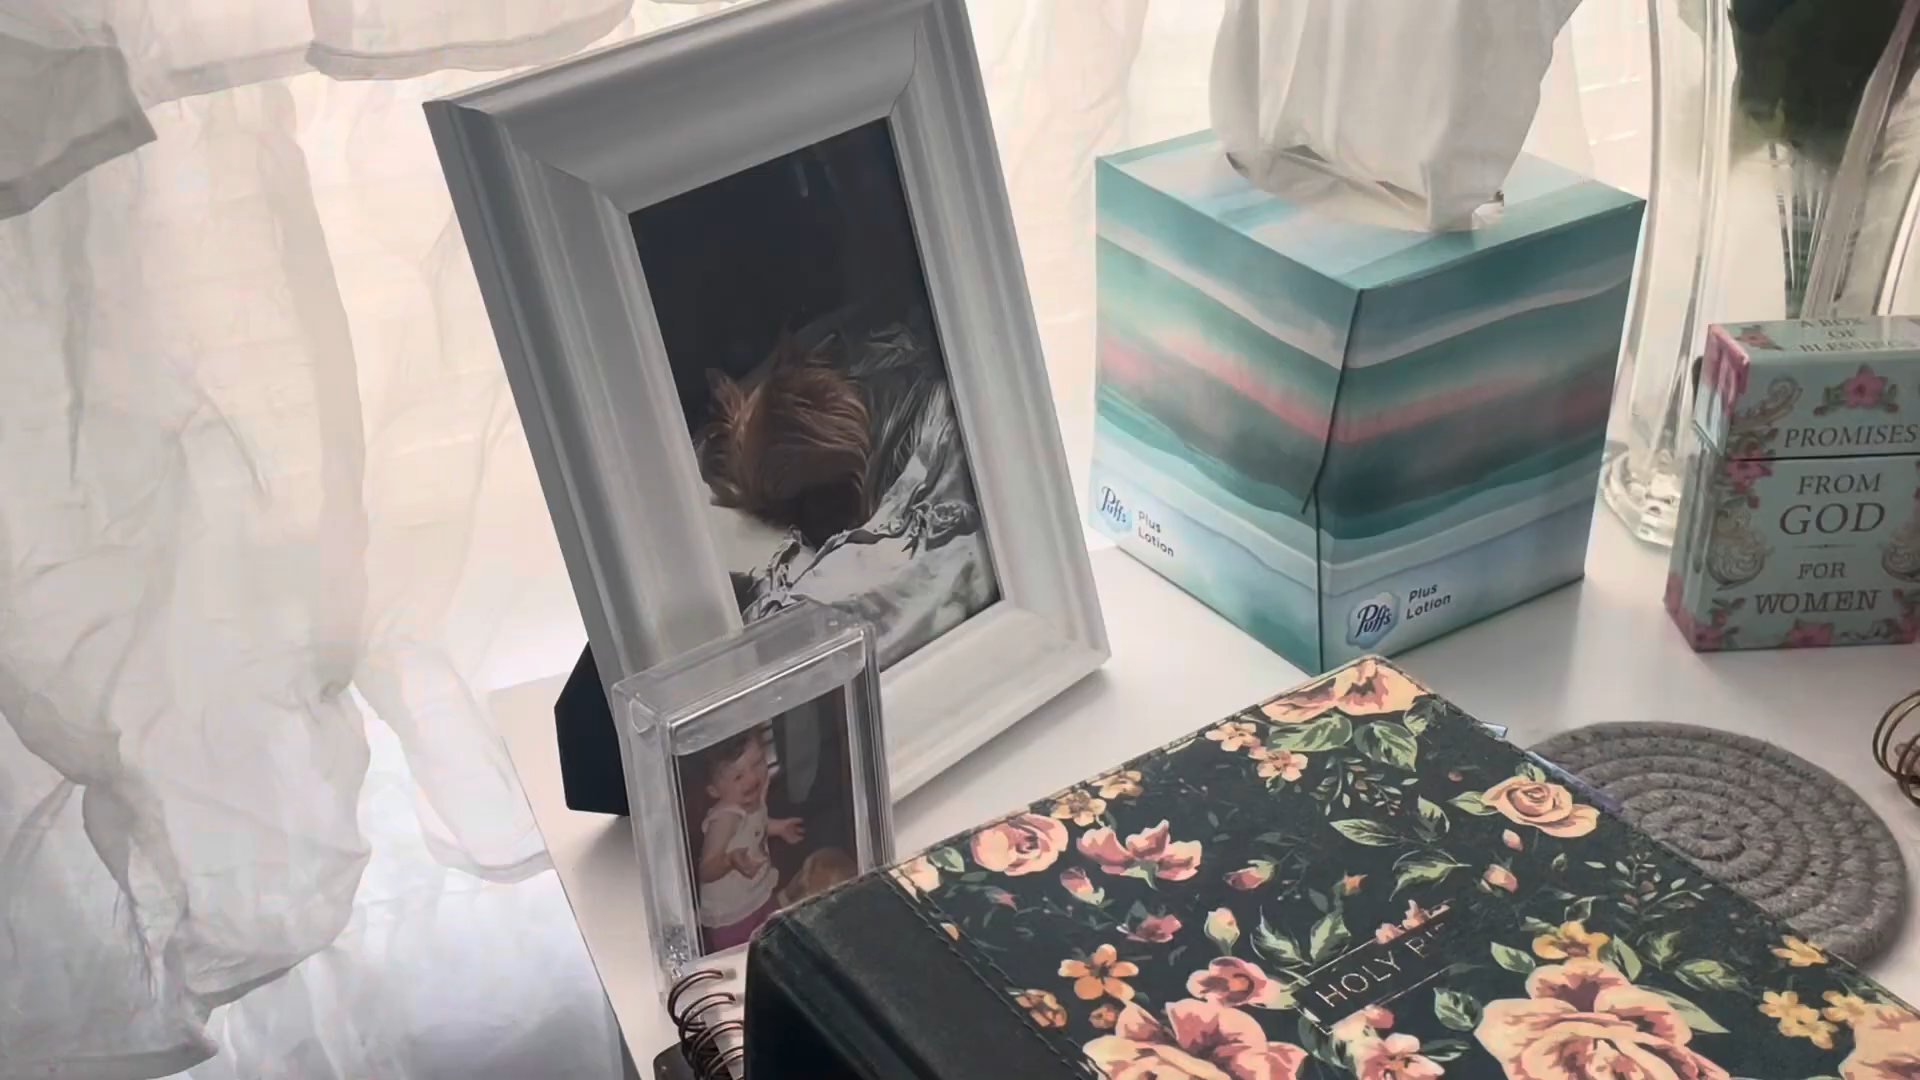 Puffs
Plus
Lotion
Puffs
Plus
Lotion
A BOX
OF
BLESSINGS
PROMISES
FROM
GOD
FOR
WOMEN
HOLY